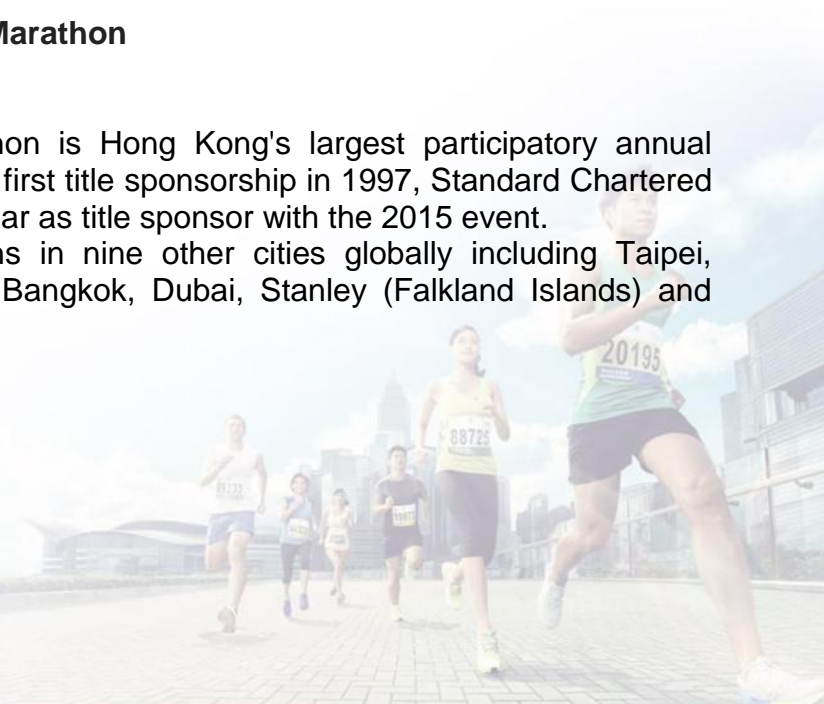 Marathon
hon is Hong Kong's largest participatory annual
first title sponsorship in 1997, Standard Chartered
ar as title sponsor with the 2015 event.
ns in nine other cities globally including Taipei,
Bangkok, Dubai, Stanley (Falkland Islands) and
20195
88725